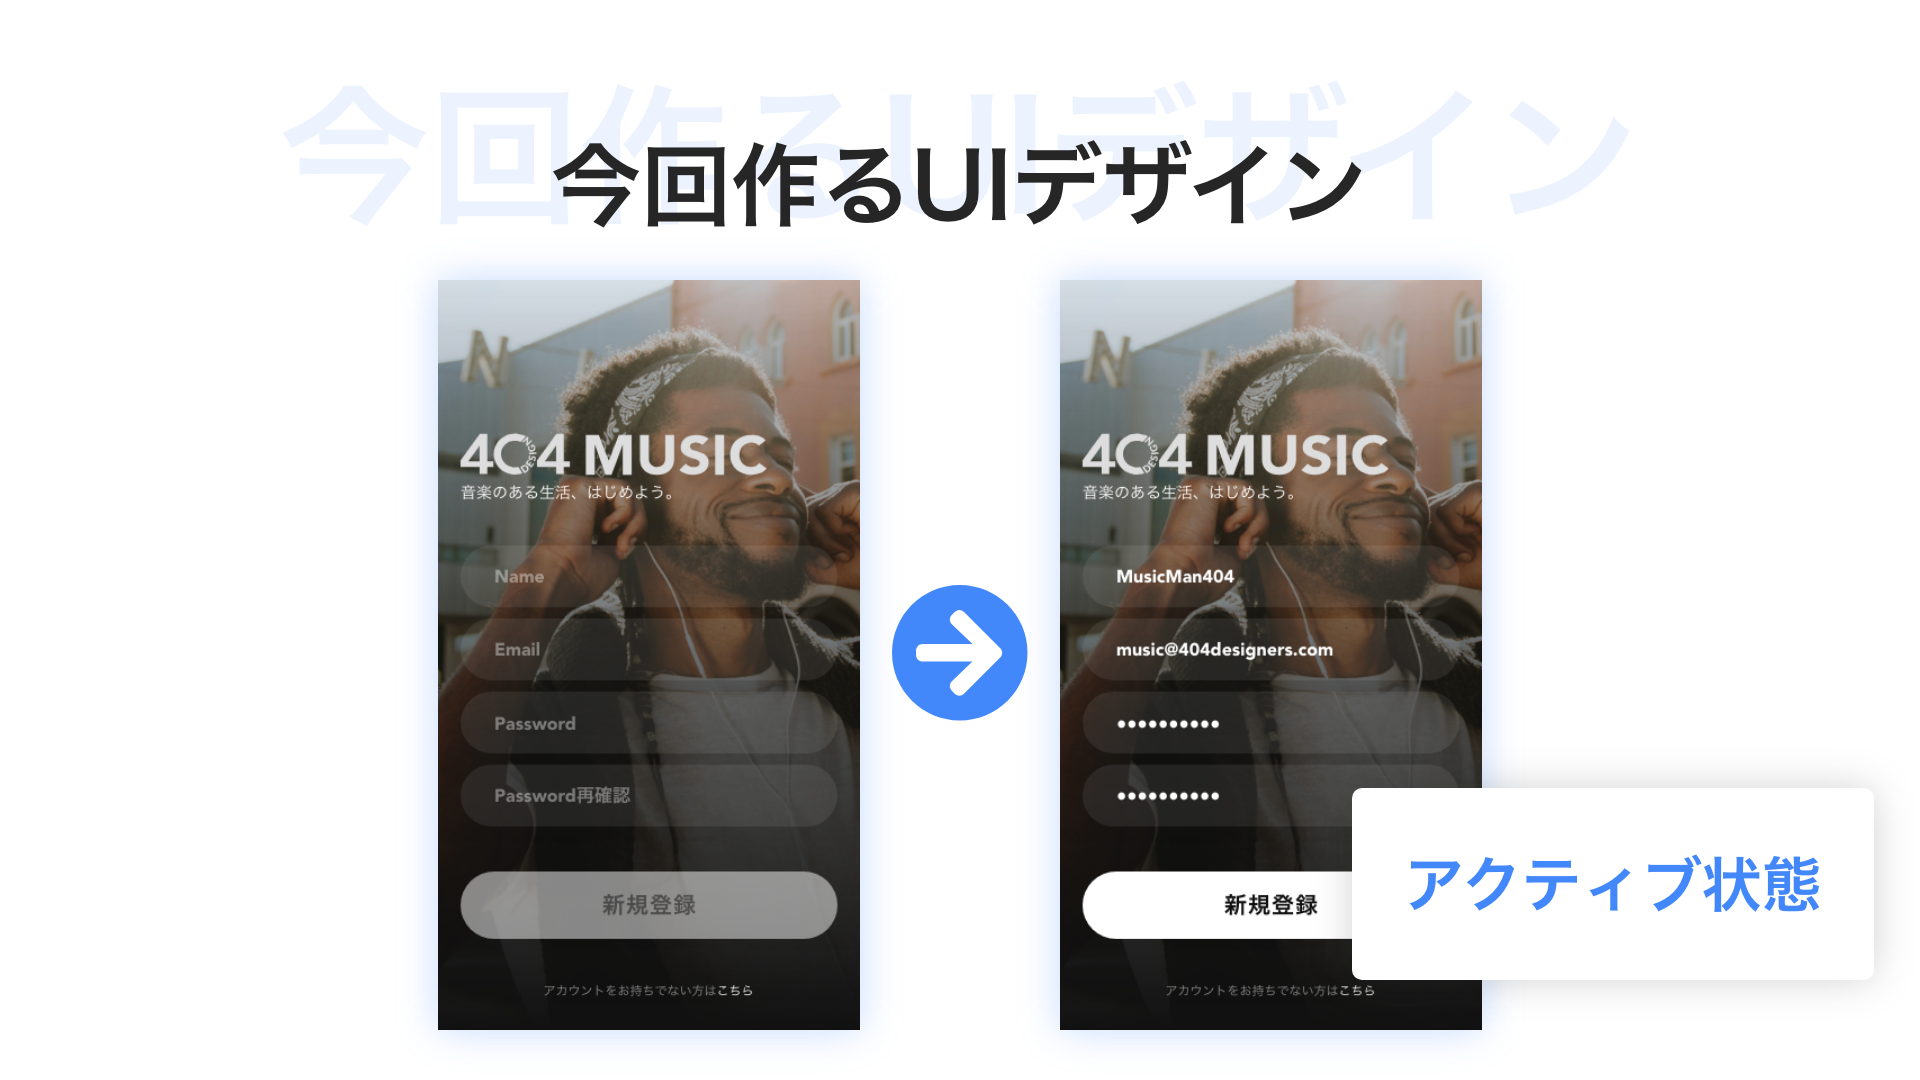 今回作るUIデザイン
今回作るUIデザイン
N
404 MUSIC
DESIGN
音楽のある生活、はじめよう。
Name
Email
Password
Password再確認
新規登録
アカウントをお持ちでない方はこちら
N
404 MUSIC
DESIGN
音楽のある生活、はじめよう。
MusicMan404
music@404designers.com
••••••••••
••••••••••
新規登録
アカウントをお持ちでない方はこちら
アクティブ状態